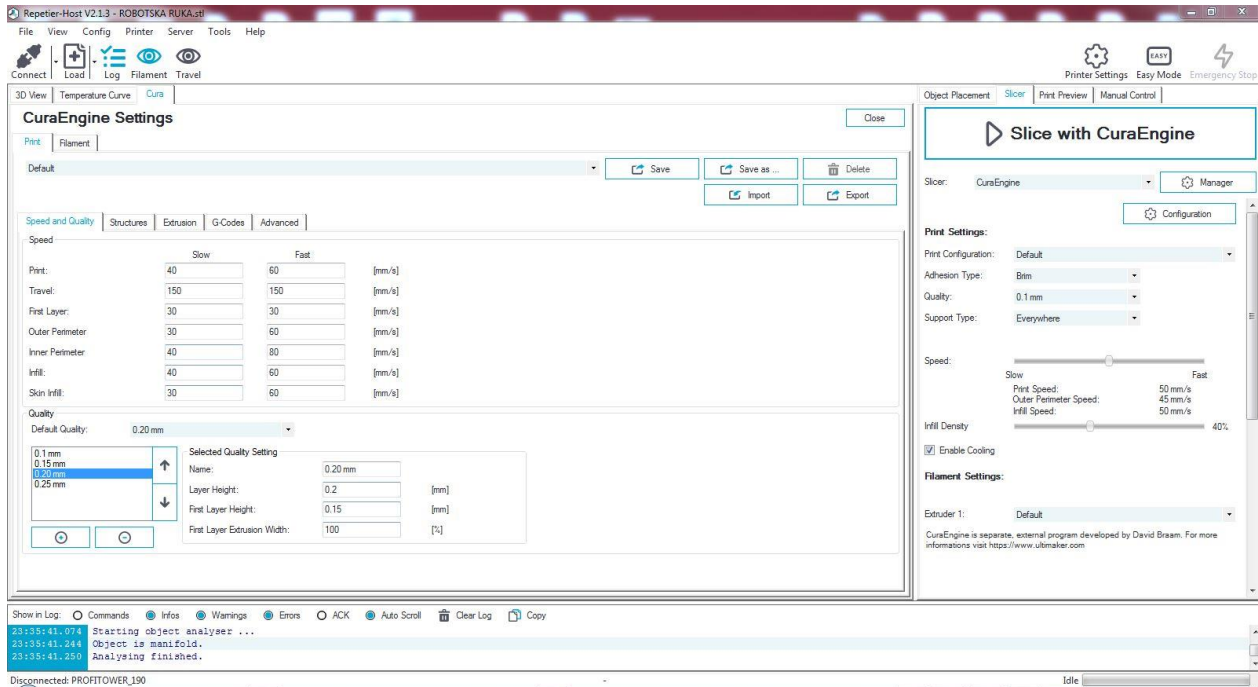 Repetier-Host V2.1.3 - ROBOTSKA RUKA.stl
File View Config Printer Server Tools Help
Connect Load Log Filament Travel Printer Settings Easy Mode Emergency Stop
EASY
3D View Temperature Curve Cura
Object Placement Slicer Print Preview Manual Control
CuraEngine Settings
Close
Print Filament
Default
Save Save as ... Delete
Import Export
Speed and Quality Structures Extrusion G-Codes Advanced
Speed
Slow Fast
Print: 40 60 [mm/s]
Travel: 150 150 [mm/s]
First Layer: 30 30 [mm/s]
Outer Perimeter 30 60 [mm/s]
Inner Perimeter 40 80 [mm/s]
Infill: 40 60 [mm/s]
Skin Infill: 30 60 [mm/s]
Quality
Default Quality: 0.20 mm
0.1 mm
0.15 mm
0.20 mm
0.25 mm
Selected Quality Setting
Name: 0.20 mm
Layer Height: 0.2 [mm]
First Layer Height: 0.15 [mm]
First Layer Extrusion Width: 100 [%]
Slice with CuraEngine
Slicer: CuraEngine Manager
Configuration
Print Settings:
Print Configuration: Default
Adhesion Type: Brim
Quality: 0.1 mm
Support Type: Everywhere
Speed:
Slow Fast
Print Speed: 50 mm/s
Outer Perimeter Speed: 45 mm/s
Infill Speed: 50 mm/s
Infill Density 40%
Enable Cooling
Filament Settings:
Extruder 1: Default
CuraEngine is separate, external program developed by David Braam. For more
informations visit https://www.ultimaker.com
Show in Log: Commands Infos Warnings Errors ACK Auto Scroll Clear Log Copy
23:35:41.074 Starting object analyser ...
23:35:41.244 Object is manifold.
23:35:41.250 Analysing finished.
Disconnected: PROFITOWER_190 - Idle